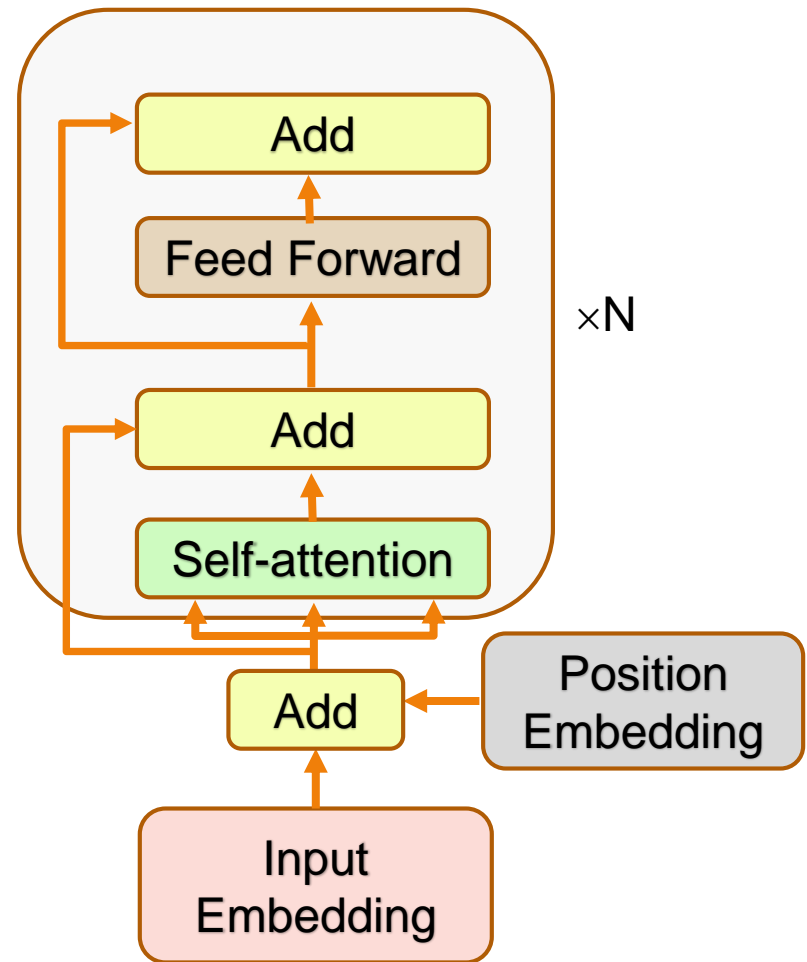 Add
Feed Forward
×N
Add
Self-attention
Position
Embedding
Add
Input
Embedding